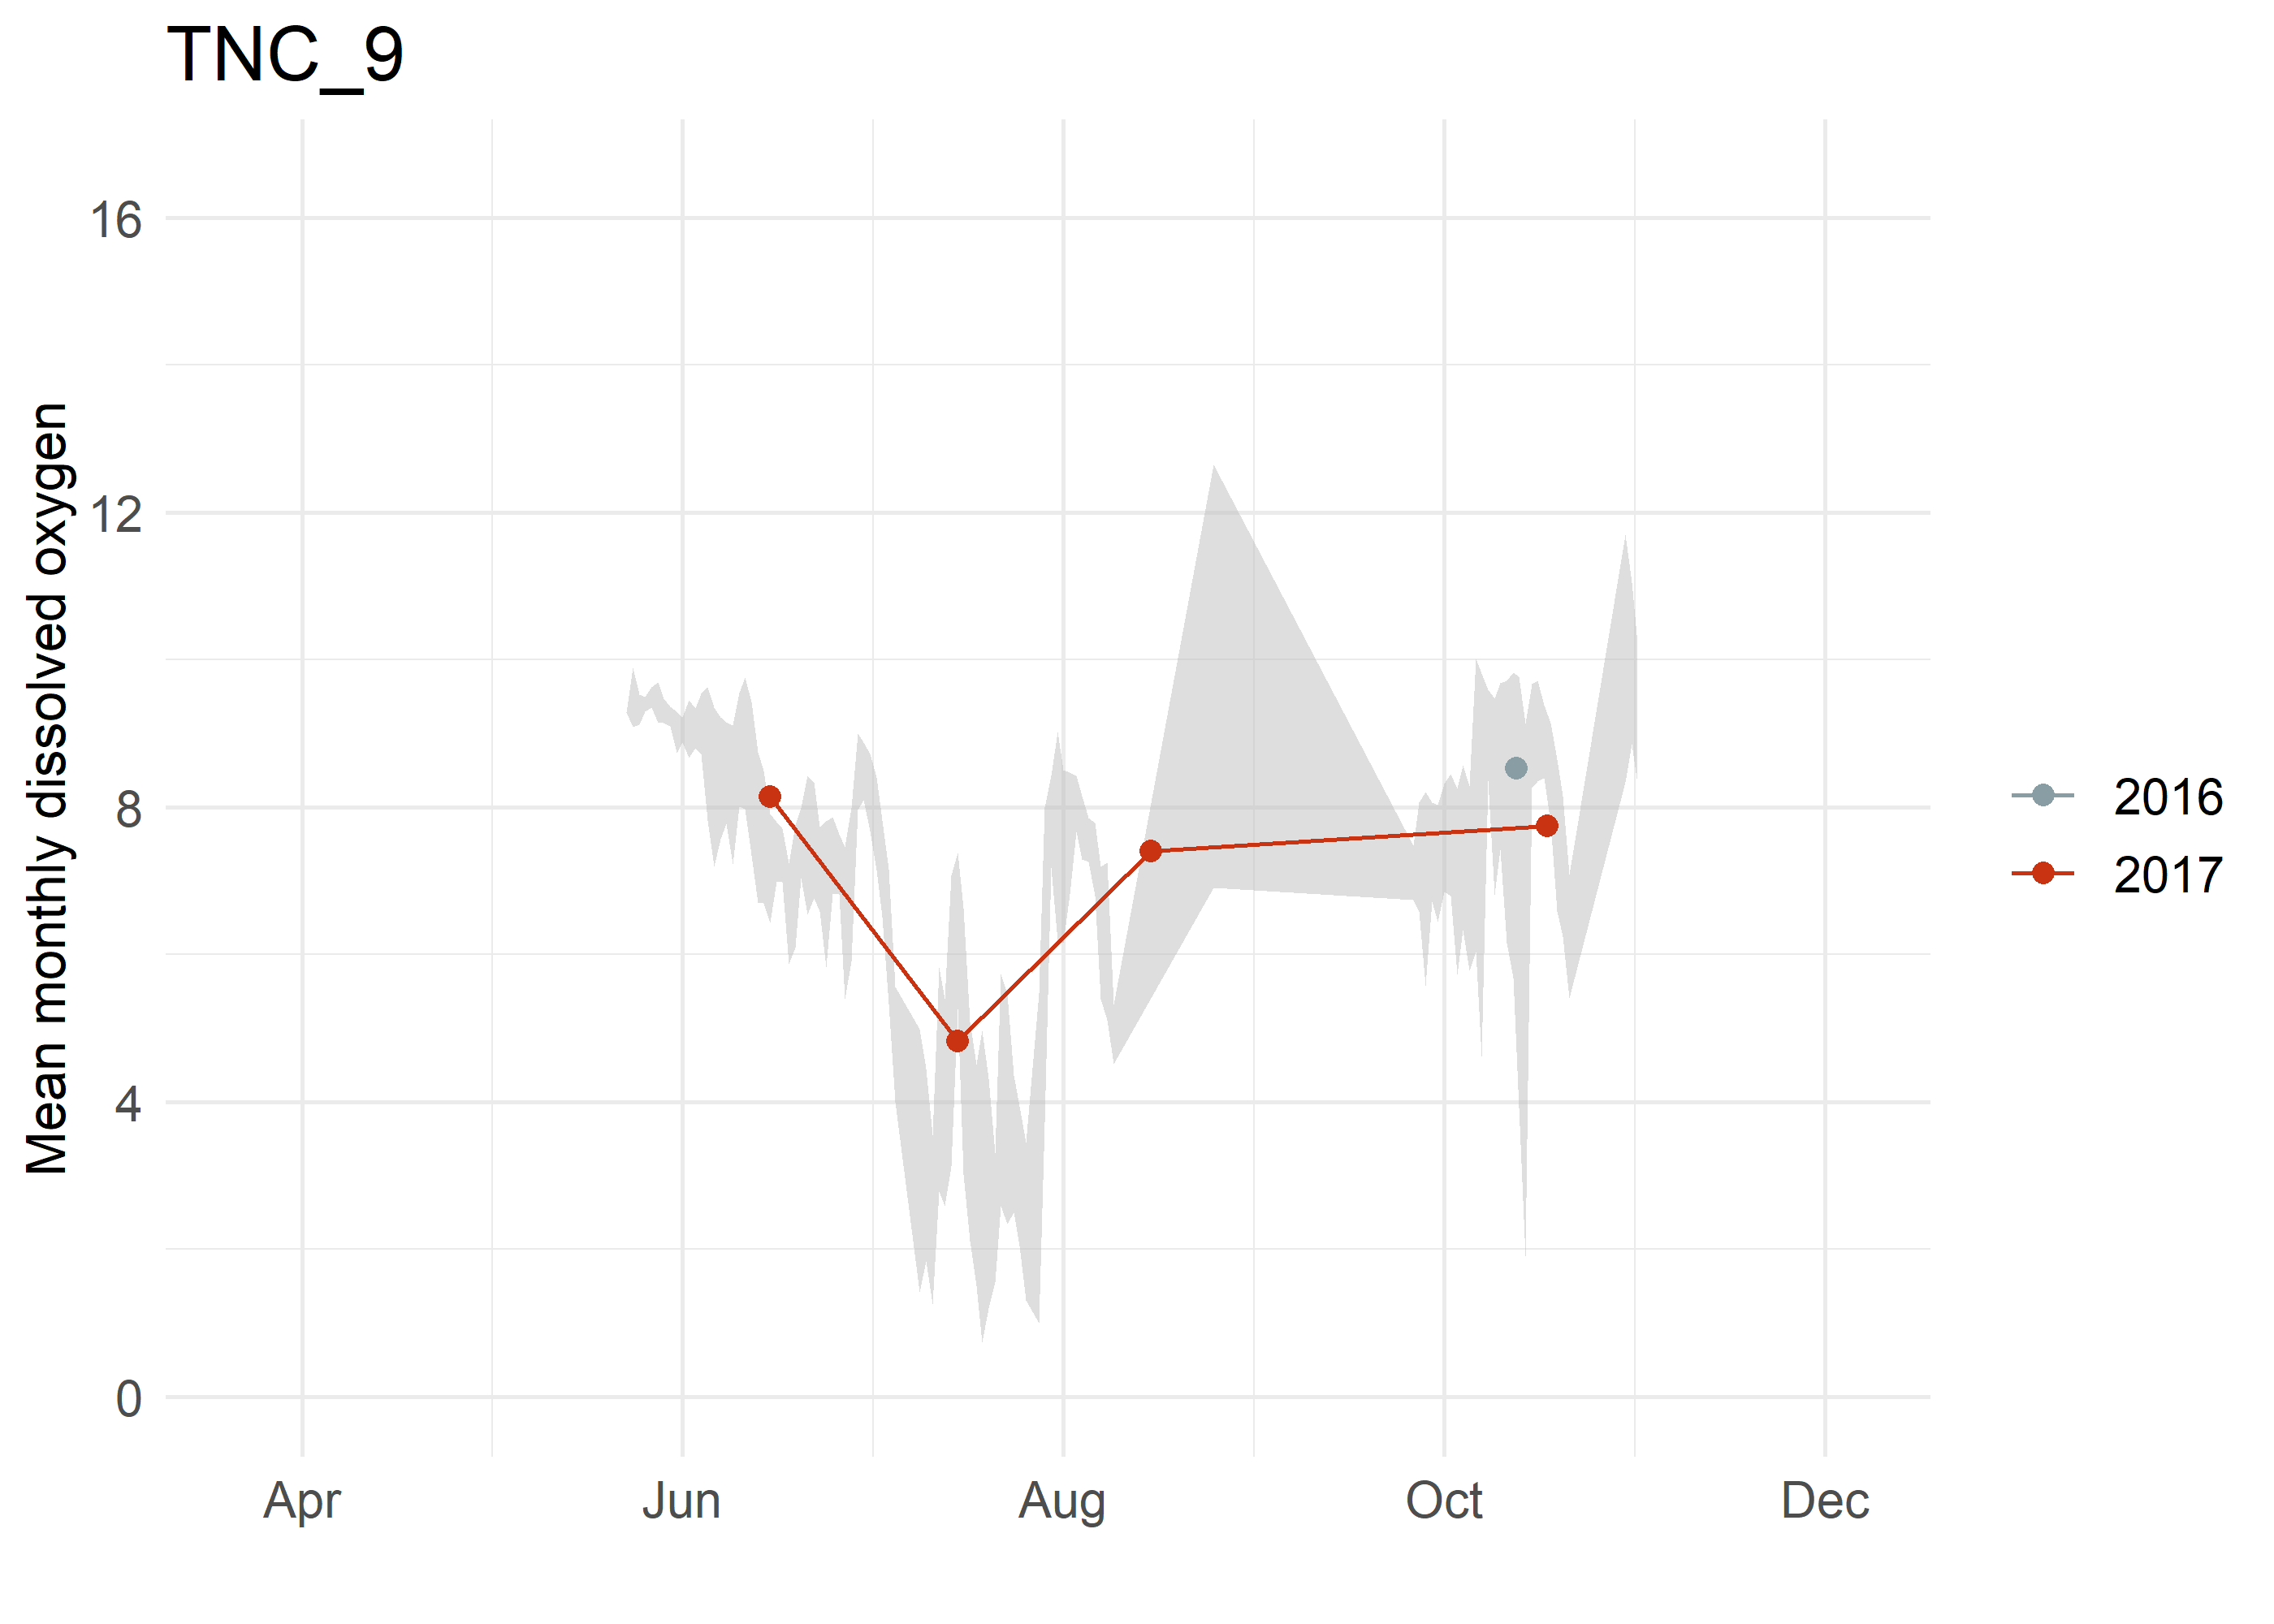 TNC_9
Mean monthly dissolved oxygen
16
12
8
4
0
Apr
Jun
Aug
Oct
Dec
2016
2017